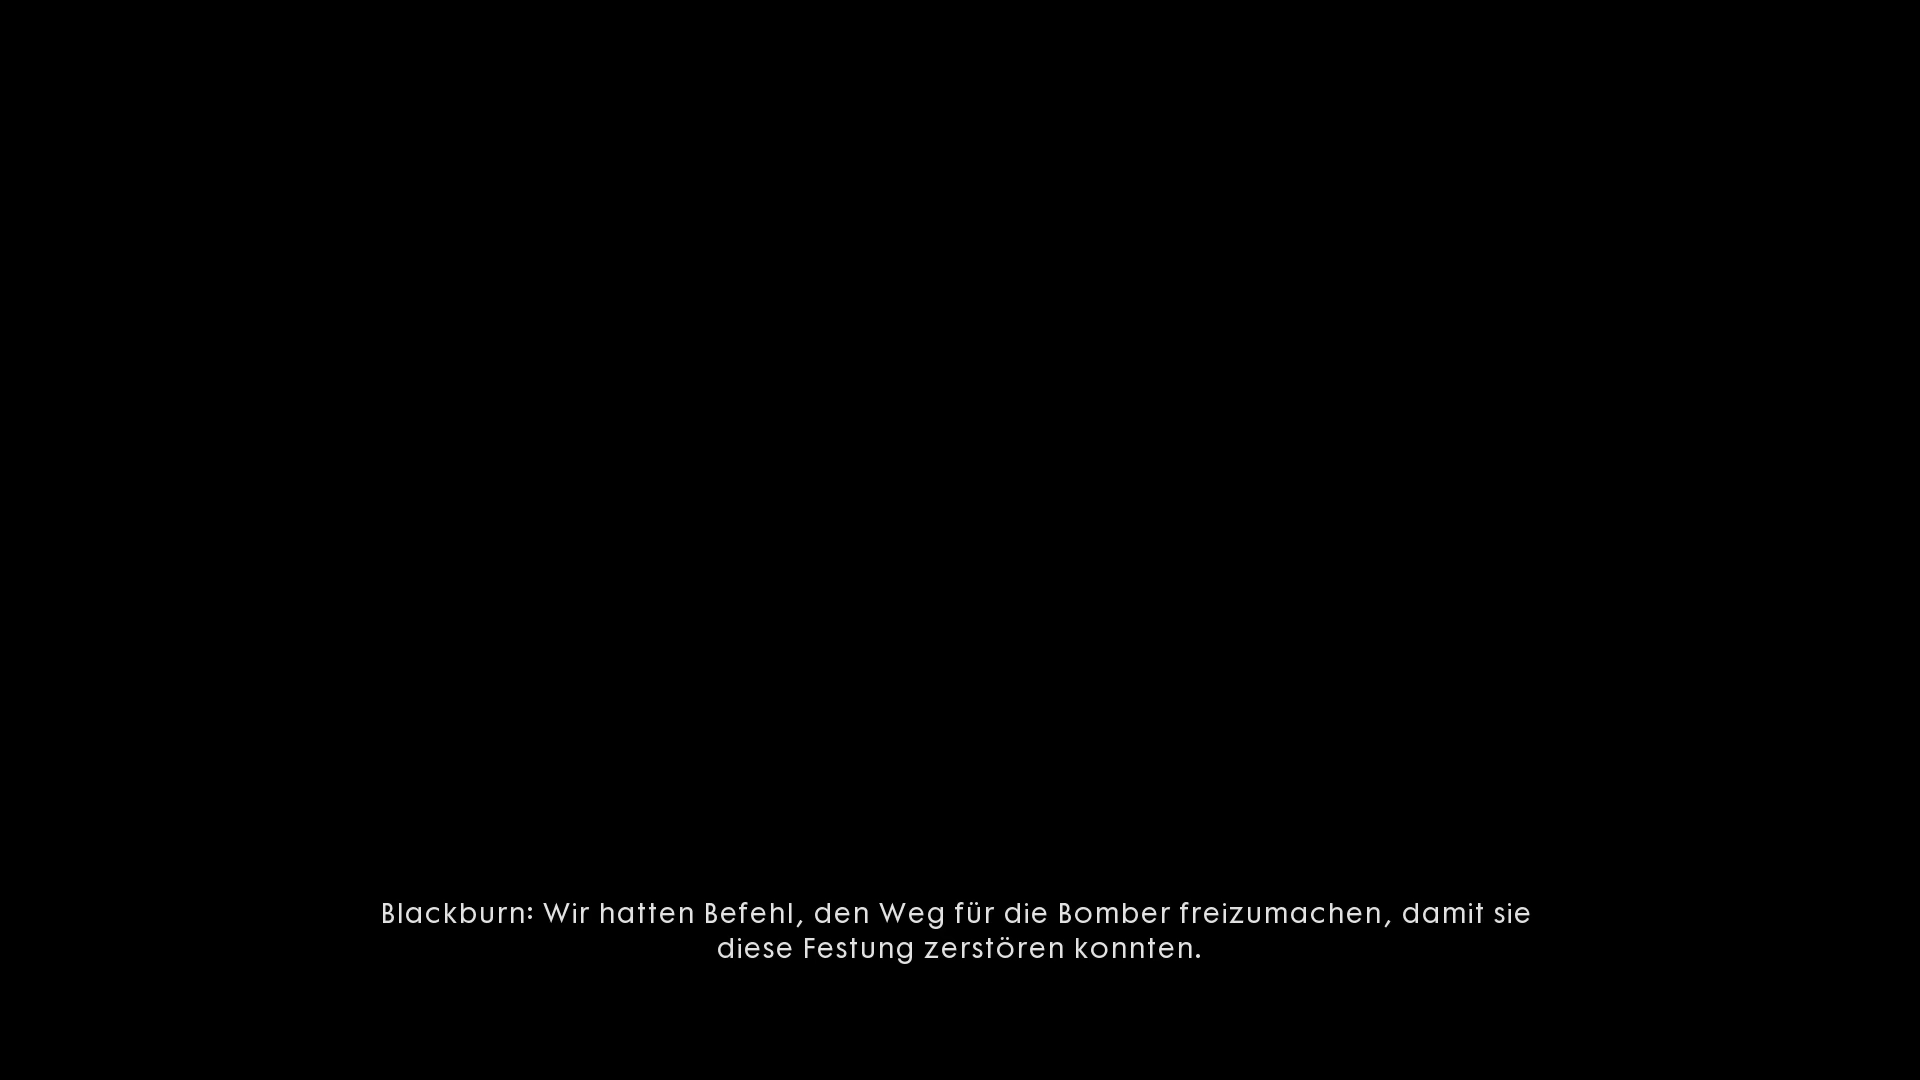 Blackburn: Wir hatten Befehl, den Weg für die Bomber freizumachen, damit sie
diese Festung zerstören konnten.